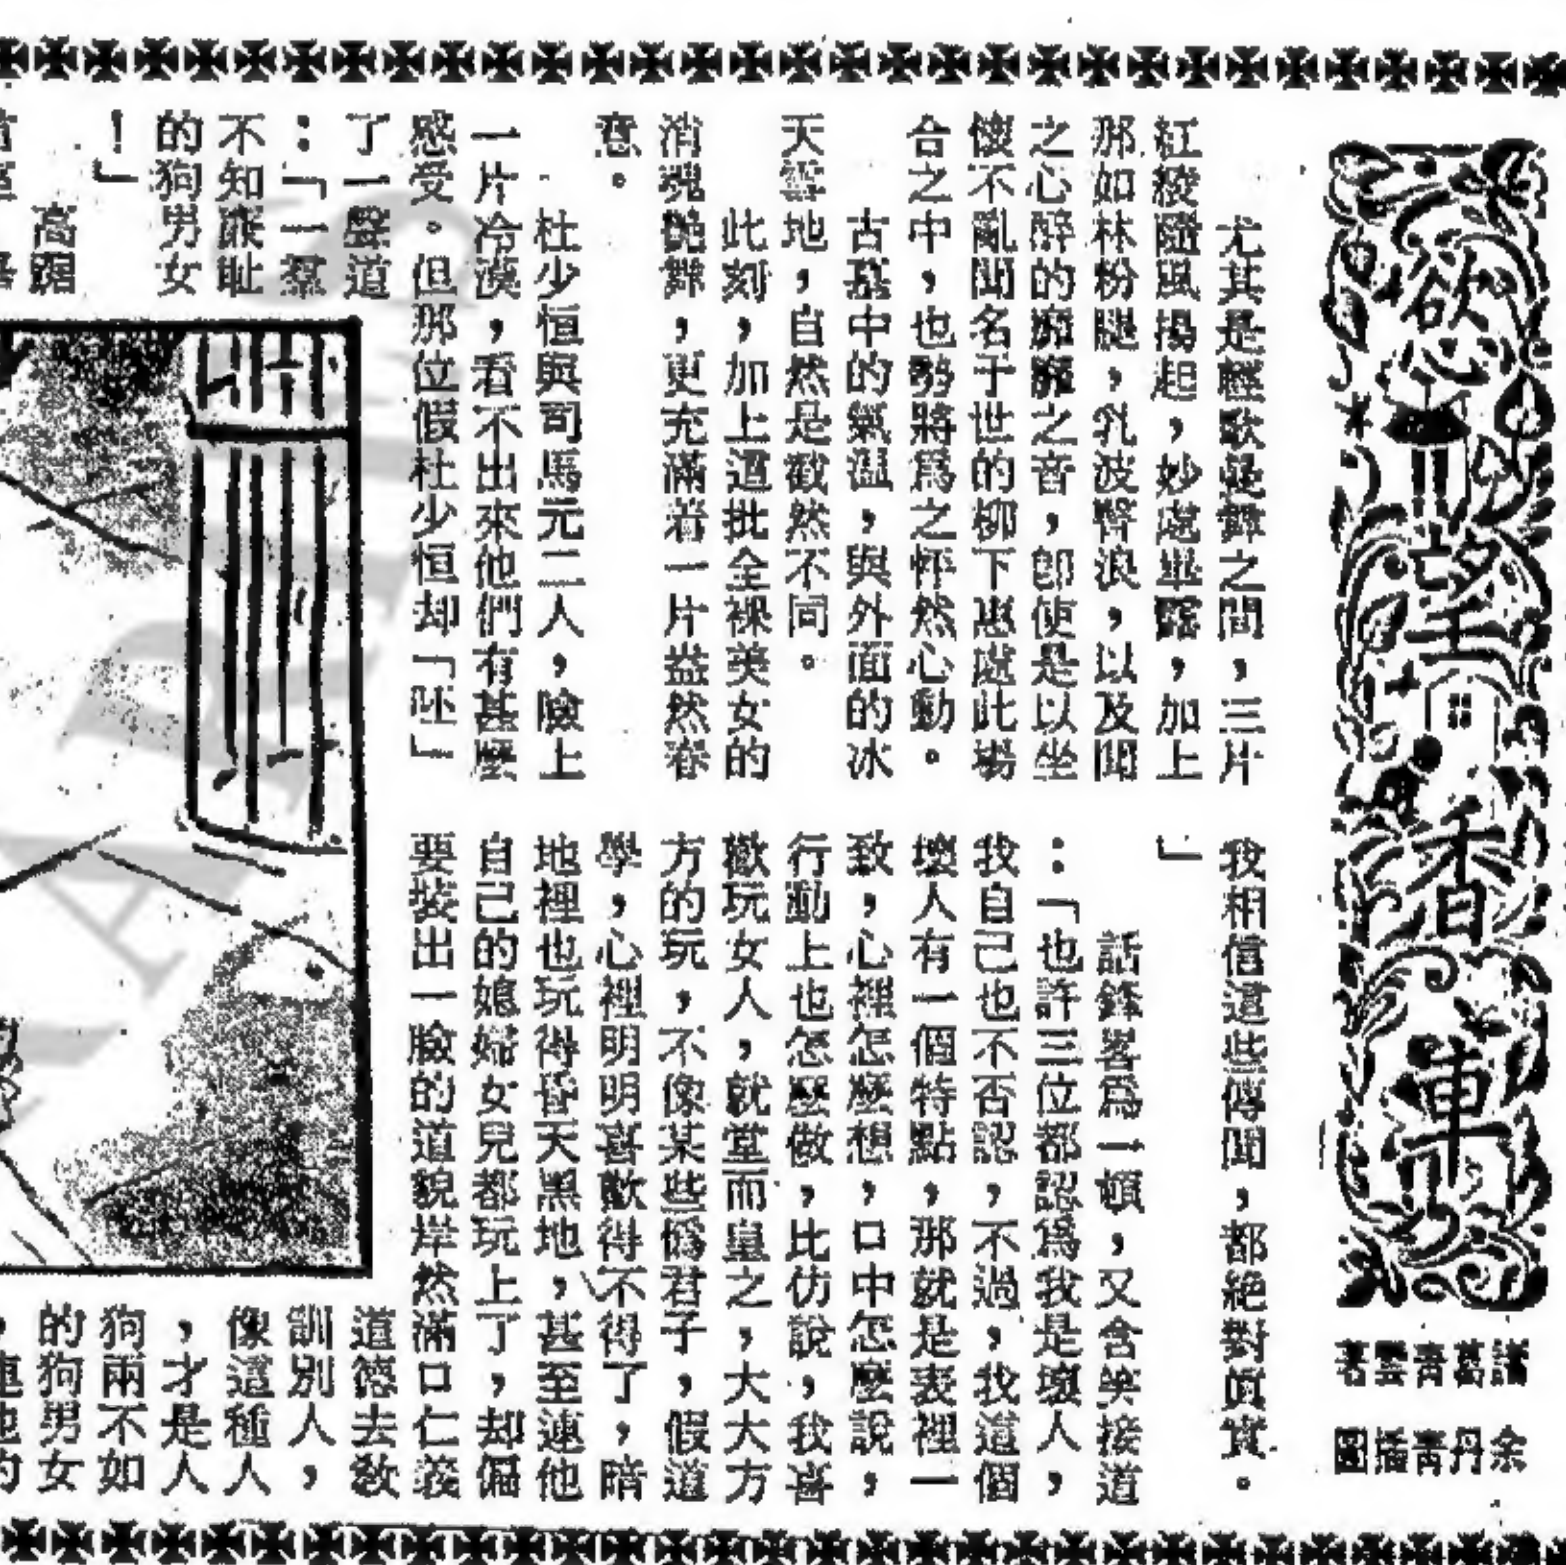 慾望香車
諸葛青雲著
余丹青插圖
尤其是輕歌曼舞之間，三片
紅綾隨風揚起，妙處畢露，加上
那如林粉腿，乳波臀浪，以及聞
之心醉的靡靡之音，卽使是以坐
懷不亂聞名于世的柳下惠處此場
合之中，也勢將爲之怦然心動。
古墓中的氣溫，與外面的冰
天雪地，自然是截然不同。
此刻，加上這批全裸美女的
消魂艷舞，更充滿着一片盎然春
意。
杜少恒與司馬元二人，臉上
一片冷漠，看不出來他們有甚麼
感受。但那位假杜少恒却「呸」
了一聲道
：「一羣
不知廉耻
的狗男女
！」
高踞
我相信這些傳聞，都絕對眞實。
」
話鋒畧爲一頓，又含笑接道
：「也許三位都認爲我是壞人，
我自己也不否認，不過，我這個
壞人有一個特點，那就是表裡一
致，心裡怎麼想，口中怎麼說，
行動上也怎麼做，比仿說，我喜
歡玩女人，就堂而皇之，大大方
方的玩，不像某些僞君子，假道
學，心裡明明喜歡得不得了，暗
地裡也玩得昏天黑地，甚至連他
自己的媳婦女兒都玩上了，却偏
要裝出一臉的道貌岸然滿口仁義
道德去敎
訓別人，
像這種人
，才是人
狗兩不如
的狗男女